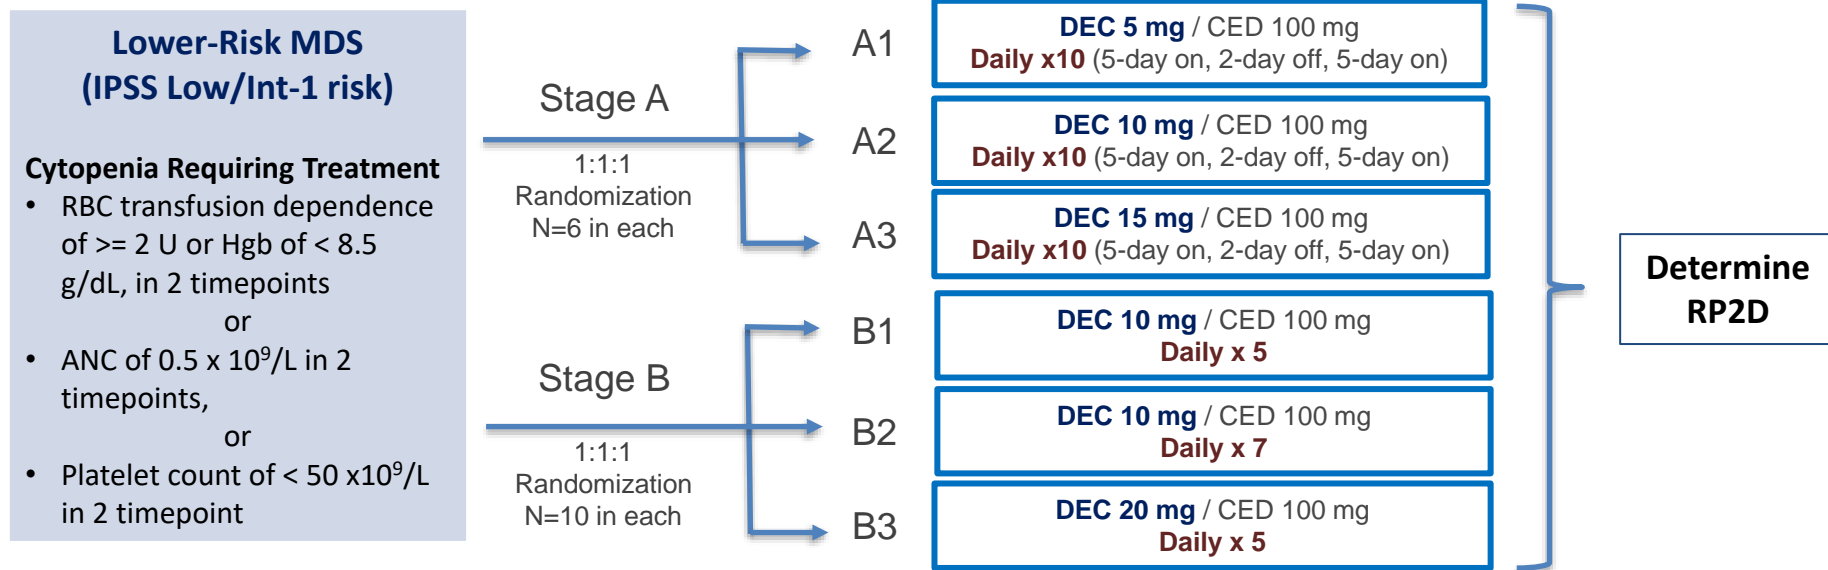 Lower-Risk MDS
(IPSS Low/Int-1 risk)
Cytopenia Requiring Treatment
• RBC transfusion dependence
of >= 2 U or Hgb of < 8.5
g/dL, in 2 timepoints
or
• ANC of 0.5 x 10⁹/L in 2
timepoints,
or
• Platelet count of < 50 x10⁹/L
in 2 timepoint
Stage A
1:1:1
Randomization
N=6 in each
A1
DEC 5 mg / CED 100 mg
Daily x10 (5-day on, 2-day off, 5-day on)
A2
DEC 10 mg / CED 100 mg
Daily x10 (5-day on, 2-day off, 5-day on)
A3
DEC 15 mg / CED 100 mg
Daily x10 (5-day on, 2-day off, 5-day on)
Stage B
1:1:1
Randomization
N=10 in each
B1
DEC 10 mg / CED 100 mg
Daily x 5
B2
DEC 10 mg / CED 100 mg
Daily x 7
B3
DEC 20 mg / CED 100 mg
Daily x 5
Determine
RP2D